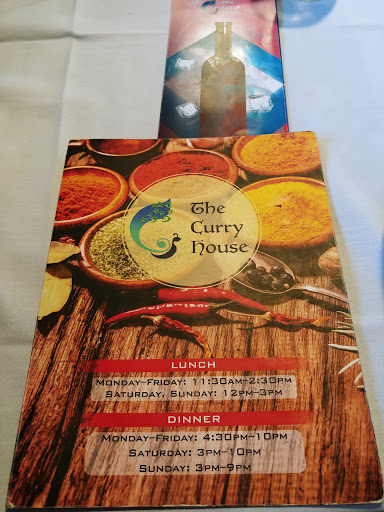 The
Curry
House
LUNCH
Monday-Friday: 11:30am-2:30pm
Saturday, Sunday: 12pm-3pm
DINNER
Monday-Friday: 4:30pm-10pm
Saturday: 3pm-10pm
Sunday: 3pm-9pm